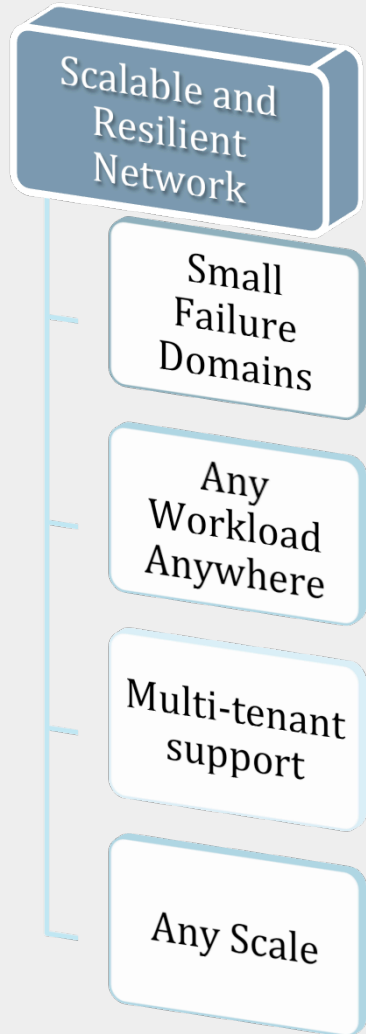 Scalable and
Resilient
Network
Small
Failure
Domains
Any
Workload
Anywhere
Multi-tenant
support
Any Scale